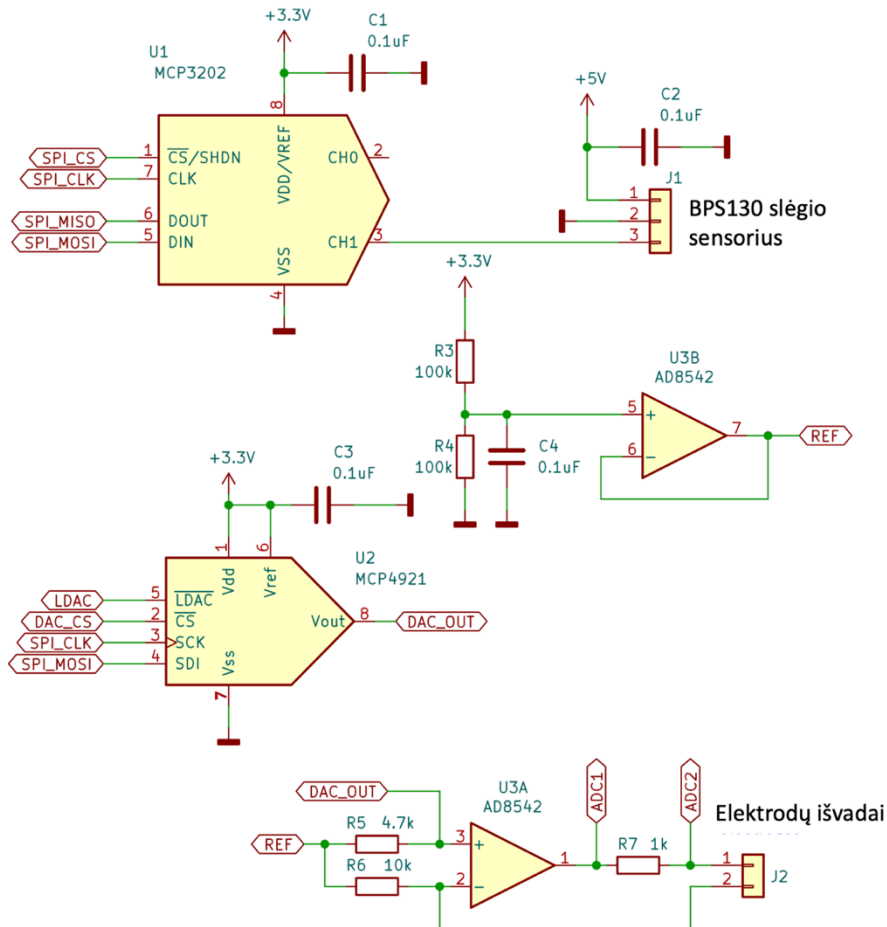 +3.3V
C1
0.1uF
U1
MCP3202
8
VDD/VREF
SPI_CS 1 CS/SHDN CH0 2
SPI_CLK 7 CLK
SPI_MISO 6 DOUT
SPI_MOSI 5 DIN CH1 3
VSS
4
+5V
C2
0.1uF
J1
1
2
3
BPS130 slėgio
sensorius
+3.3V
R3
100k
R4
100k
C4
0.1uF
U3B
AD8542
5 +
6 −
7 REF
+3.3V
C3
0.1uF
U2
MCP4921
1 6
Vdd Vref
LDAC 5 LDAC
DAC_CS 2 CS Vout 8 DAC_OUT
SPI_CLK 3 SCK
SPI_MOSI 4 SDI
Vss
7
DAC_OUT
U3A
AD8542
ADC1
ADC2
Elektrodų išvadai
REF
R5 4.7k
R6 10k
3 +
2 −
1
R7 1k
1
2
J2